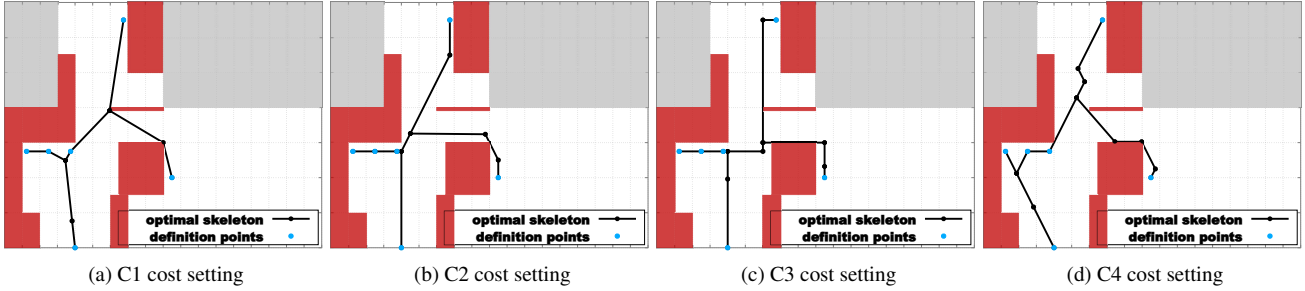 optimal skeleton
definition points
optimal skeleton
definition points
optimal skeleton
definition points
optimal skeleton
definition points
(a) C1 cost setting
(b) C2 cost setting
(c) C3 cost setting
(d) C4 cost setting